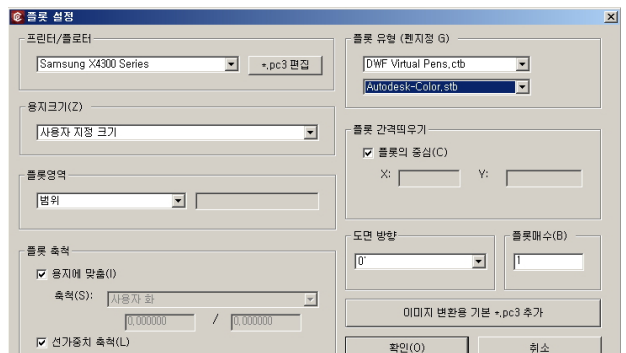 플롯 설정
프린터/플로터
Samsung X4300 Series
*.pc3 편집
용지크기(Z)
사용자 지정 크기
플롯영역
범위
플롯 축척
용지에 맞춤(I)
축척(S): 사용자 화
0,000000 / 0,000000
선가중치 축척(L)
플롯 유형 (펜지정 G)
DWF Virtual Pens.ctb
Autodesk-Color.stb
플롯 간격띄우기
플롯의 중심(C)
X: Y:
도면 방향
0˚
플롯매수(B)
1
이미지 변환용 기본 *.pc3 추가
확인(O)
취소